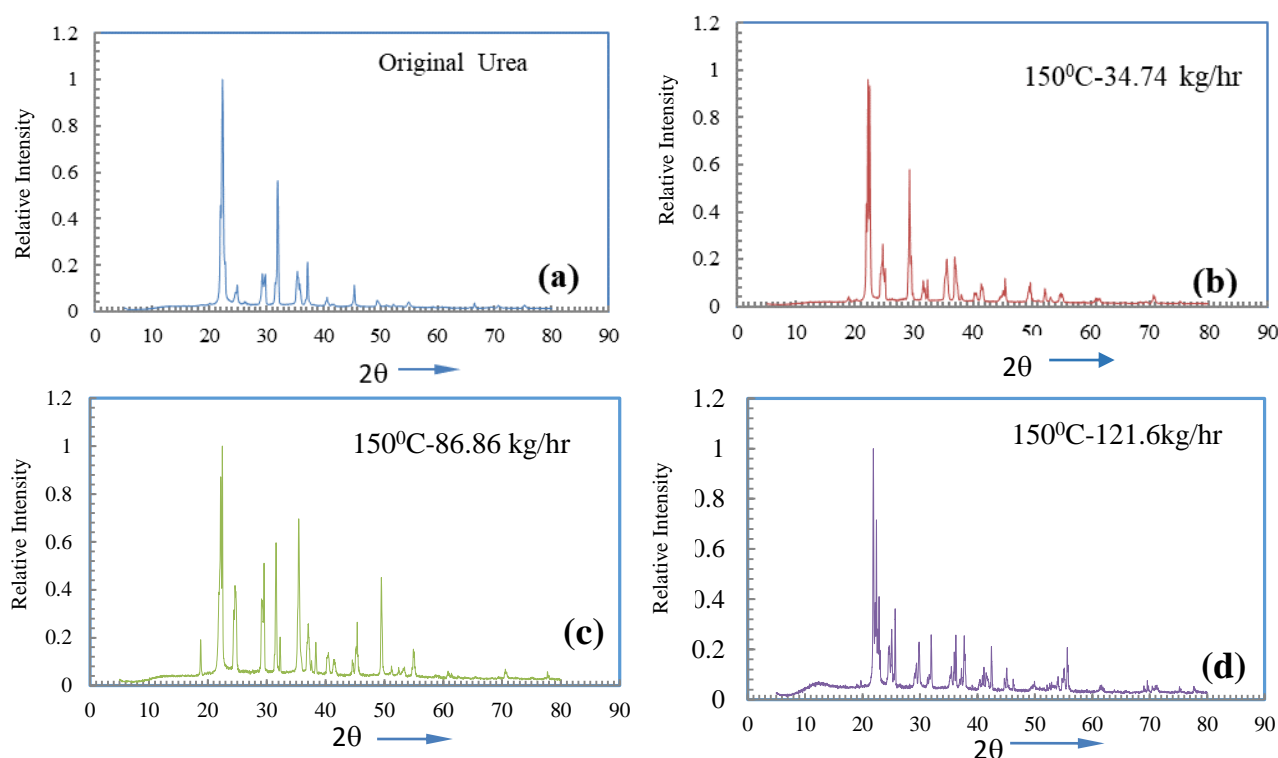 1.2
1
0.8
0.6
0.4
0.2
0
Relative Intensity
Original Urea
(a)
0 10 20 30 40 50 60 70 80 90
2θ
1.2
1
0.8
0.6
0.4
0.2
0
Relative Intensity
150⁰C-34.74 kg/hr
(b)
0 10 20 30 40 50 60 70 80 90
2θ
1.2
1
0.8
0.6
0.4
0.2
0
Relative Intensity
150⁰C-86.86 kg/hr
(c)
0 10 20 30 40 50 60 70 80 90
2θ
1.2
1
0.8
0.6
0.4
0.2
0
Relative Intensity
150⁰C-121.6kg/hr
(d)
0 10 20 30 40 50 60 70 80 90
2θ